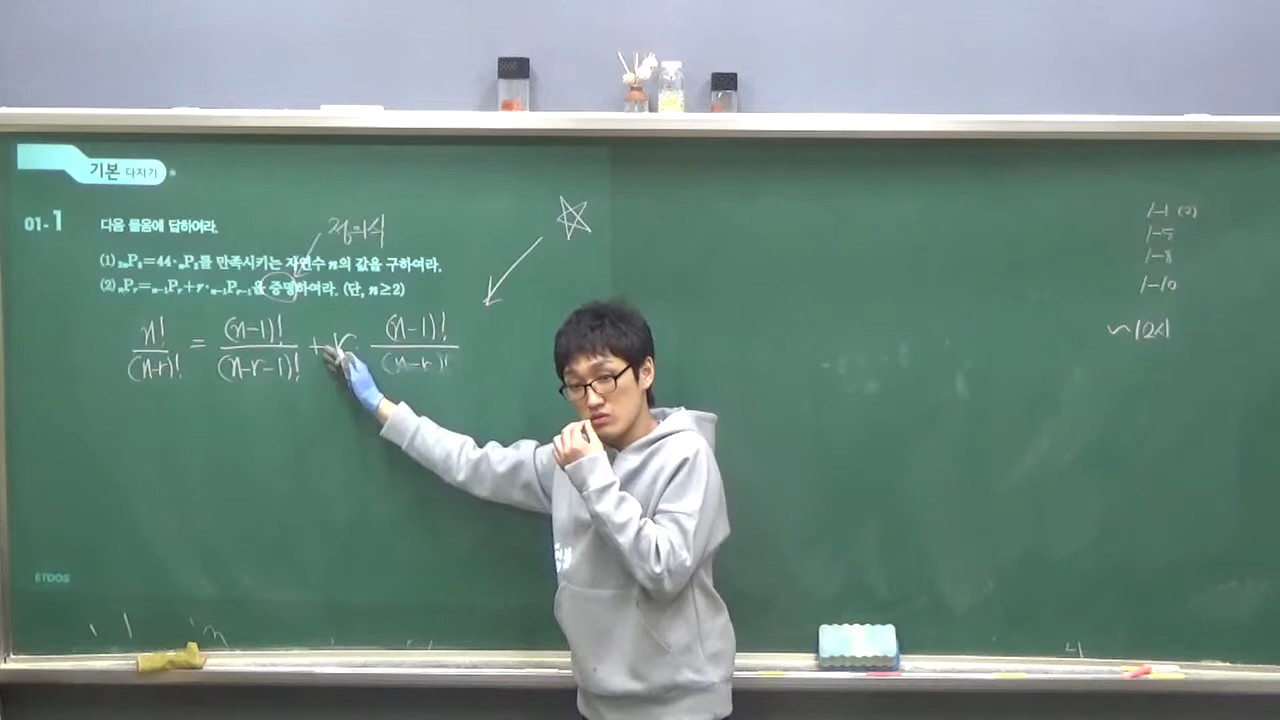 기본 다지기
01-1 다음 물음에 답하여라.
정의식
(1) ₂ₙP₃=44·ₙP₂를 만족시키는 자연수 n의 값을 구하여라.
(2) ₙPᵣ=ₙ₋₁Pᵣ+r·ₙ₋₁Pᵣ₋₁을 증명하여라. (단, n≥2)
n!/(n-r)! = (n-1)!/(n-r-1)! + r· (n-1)!/(n-r)!
1-1 (2)
1-5
1-8
1-10
ETOOS